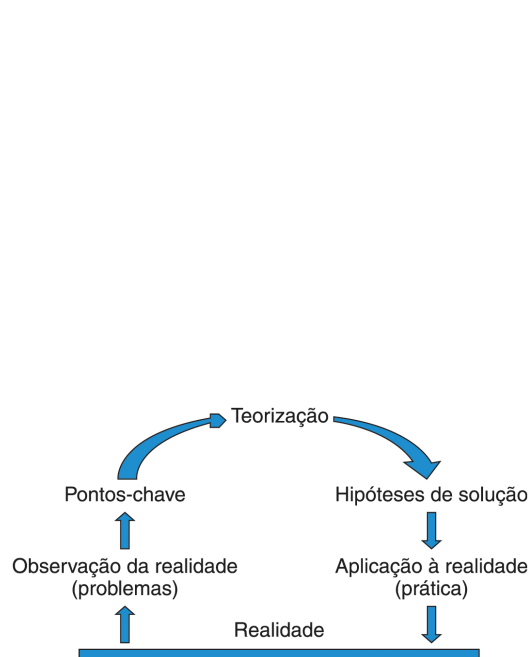 Teorização
Pontos-chave
Hipóteses de solução
Observação da realidade
(problemas)
Aplicação à realidade
(prática)
Realidade